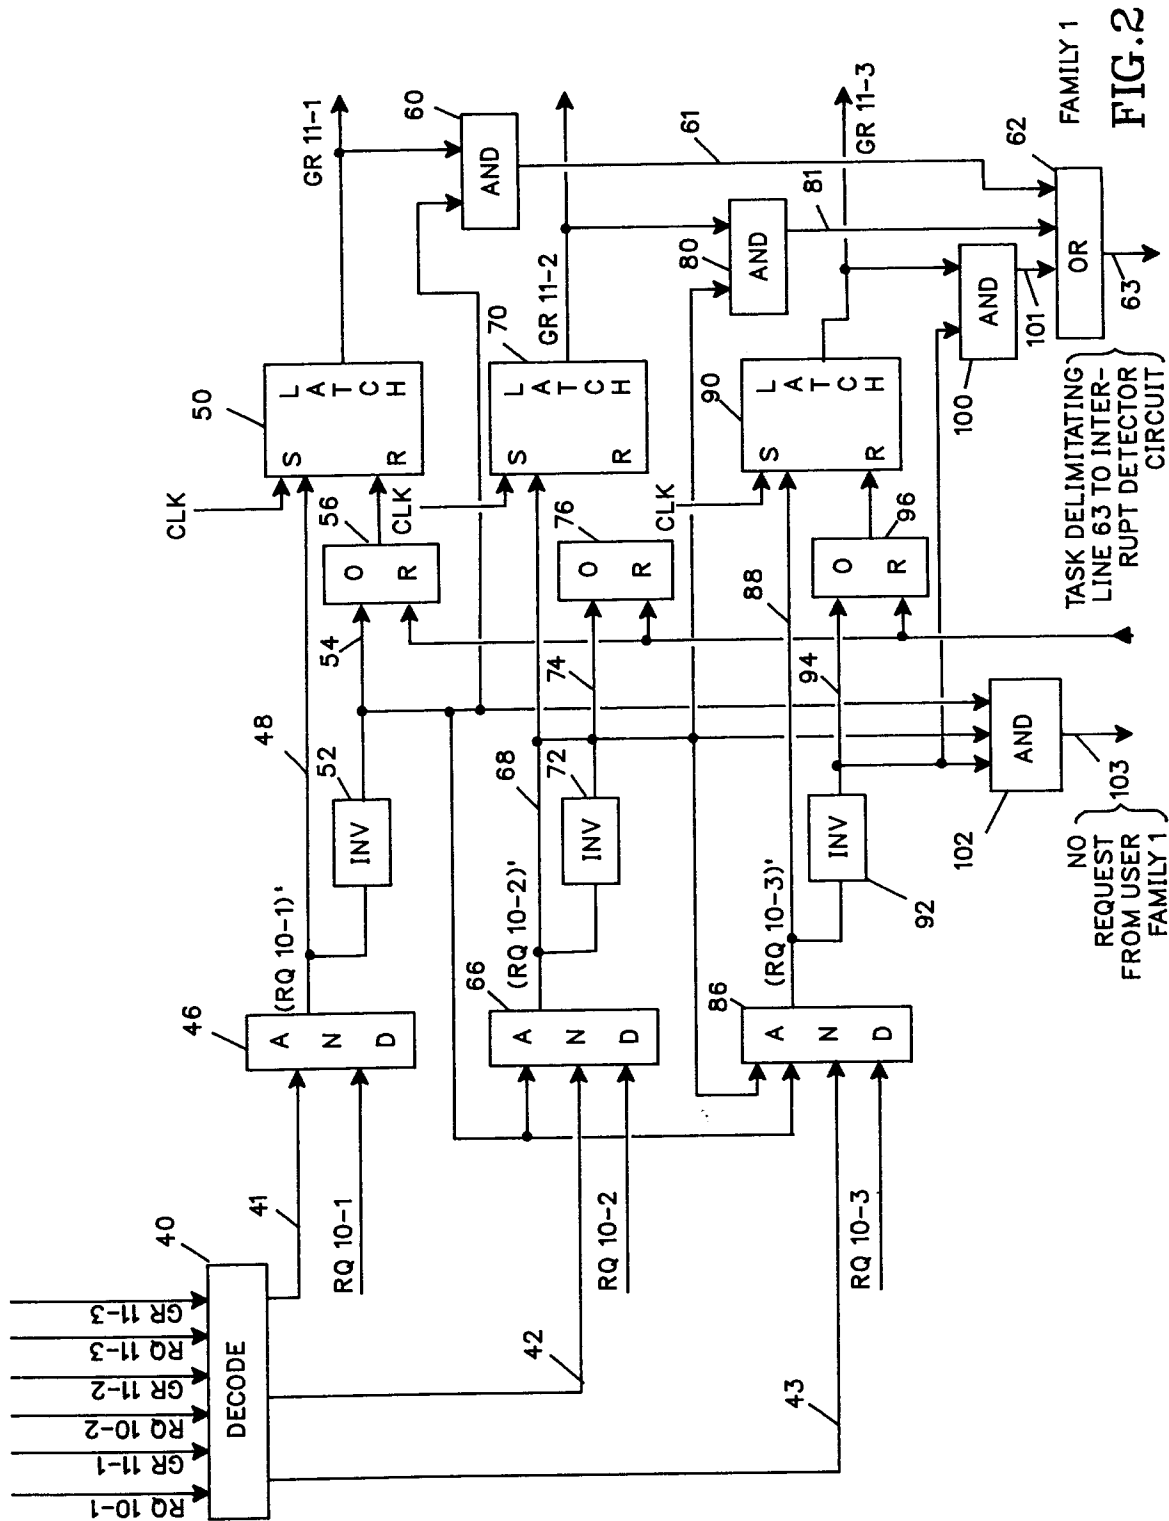 RQ 10-1
GR 11-1
RQ 10-2
GR 11-2
RQ 11-3
GR 11-3
DECODE
40
41
42
43
RQ 10-1
RQ 10-2
RQ 10-3
46
A
N
D
66
A
N
D
86
A
N
D
(RQ 10-1)'
(RQ 10-2)'
(RQ 10-3)'
48
52
INV
54
68
72
INV
74
88
92
INV
94
56
O
R
76
O
R
96
O
R
CLK
CLK
CLK
50
S
R
L
A
T
C
H
70
S
R
L
A
T
C
H
90
S
R
L
A
T
C
H
GR 11-1
GR 11-2
GR 11-3
60
AND
61
80
AND
81
100
AND
101
62
OR
63
102
AND
103
NO
REQUEST
FROM USER
FAMILY 1
TASK DELIMITATING
LINE 63 TO INTER-
RUPT DETECTOR
CIRCUIT
FAMILY 1
FIG.2